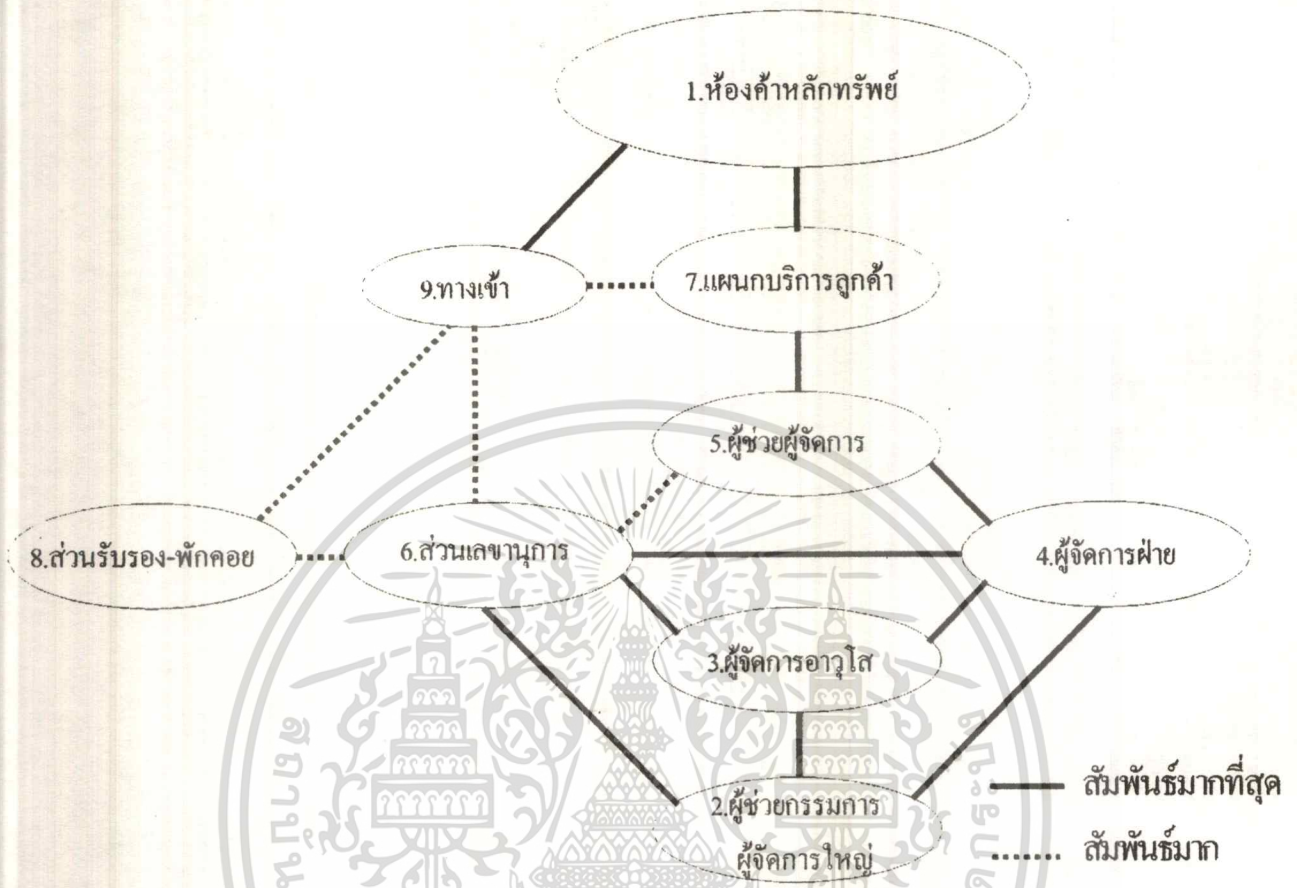 1.ห้องค้าหลักทรัพย์
9.ทางเข้า
7.แผนกบริการลูกค้า
5.ผู้ช่วยผู้จัดการ
8.ส่วนรับรอง-พักคอย
6.ส่วนเลขานุการ
4.ผู้จัดการฝ่าย
3.ผู้จัดการอาวุโส
2.ผู้ช่วยกรรมการ
ผู้จัดการใหญ่
สัมพันธ์มากที่สุด
สัมพันธ์มาก